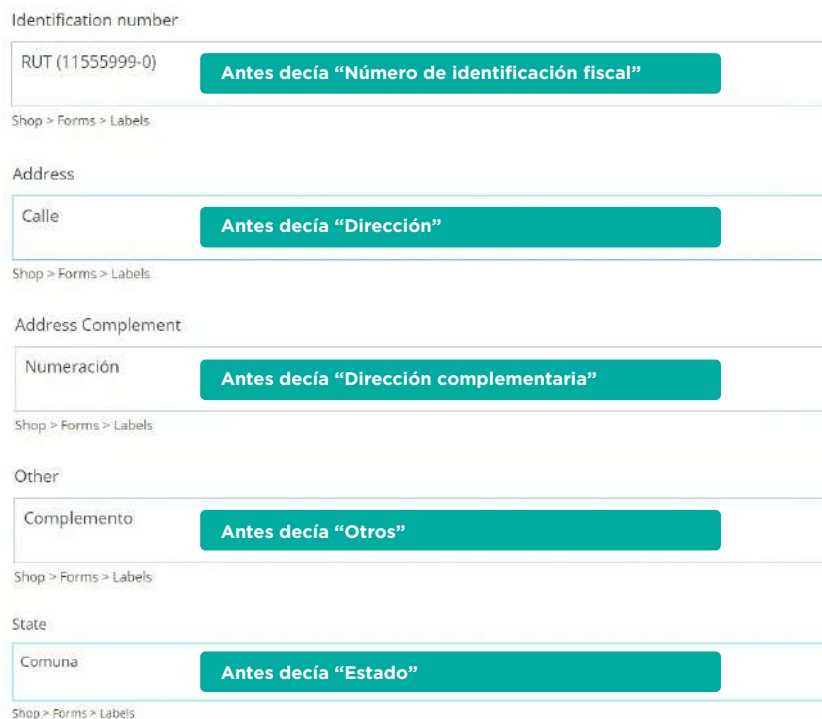 Identification number
RUT (11555999-0)
Antes decía “Número de identificación fiscal”
Shop > Forms > Labels
Address
Calle
Antes decía “Dirección”
Shop > Forms > Labels
Address Complement
Numeración
Antes decía “Dirección complementaria”
Shop > Forms > Labels
Other
Complemento
Antes decía “Otros”
Shop > Forms > Labels
State
Comuna
Antes decía “Estado”
Shop > Forms > Labels